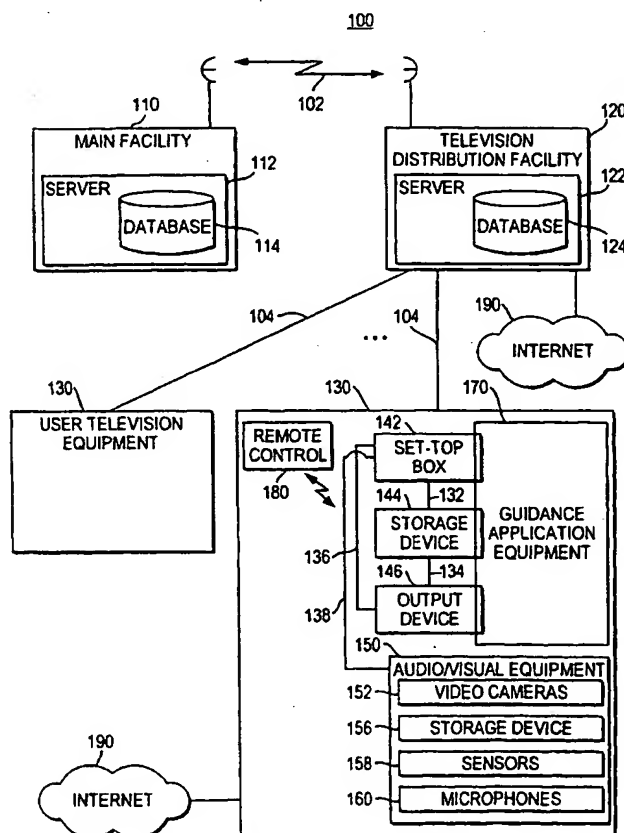 100
102
110
MAIN FACILITY
112
SERVER
DATABASE
114
120
TELEVISION
DISTRIBUTION FACILITY
122
SERVER
DATABASE
124
104
...
104
190
INTERNET
130
USER TELEVISION
EQUIPMENT
130
170
REMOTE
CONTROL
180
142
SET-TOP
BOX
132
144
STORAGE
DEVICE
136
134
146
OUTPUT
DEVICE
138
GUIDANCE
APPLICATION
EQUIPMENT
150
AUDIO/VISUAL EQUIPMENT
152
VIDEO CAMERAS
156
STORAGE DEVICE
158
SENSORS
160
MICROPHONES
190
INTERNET